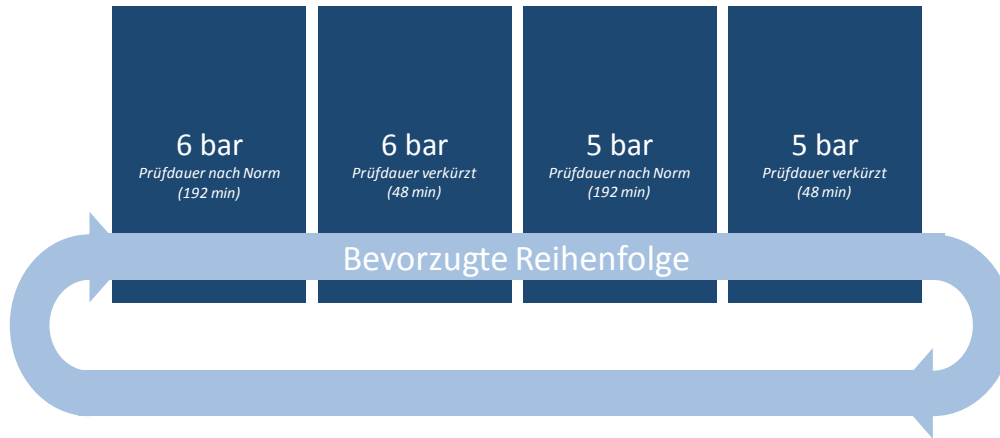 6 bar
Prüfdauer nach Norm
(192 min)
6 bar
Prüfdauer verkürzt
(48 min)
5 bar
Prüfdauer nach Norm
(192 min)
5 bar
Prüfdauer verkürzt
(48 min)
Bevorzugte Reihenfolge